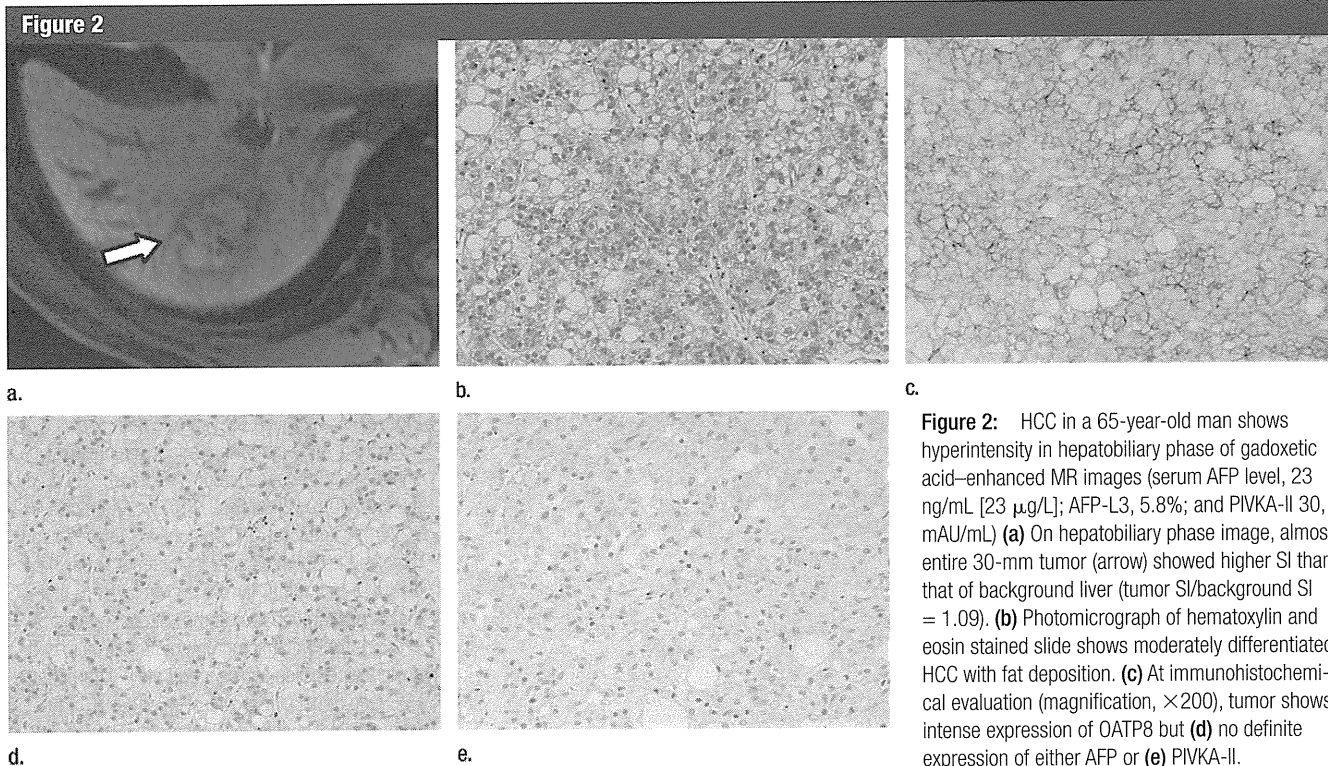 Figure 2
a.
b.
c.
d.
e.
Figure 2: HCC in a 65-year-old man shows
hyperintensity in hepatobiliary phase of gadoxetic
acid–enhanced MR images (serum AFP level, 23
ng/mL [23 μg/L]; AFP-L3, 5.8%; and PIVKA-II 30,
mAU/mL) (a) On hepatobiliary phase image, almos
entire 30-mm tumor (arrow) showed higher SI than
that of background liver (tumor SI/background SI
= 1.09). (b) Photomicrograph of hematoxylin and
eosin stained slide shows moderately differentiated
HCC with fat deposition. (c) At immunohistochemi-
cal evaluation (magnification, ×200), tumor shows
intense expression of OATP8 but (d) no definite
expression of either AFP or (e) PIVKA-II.